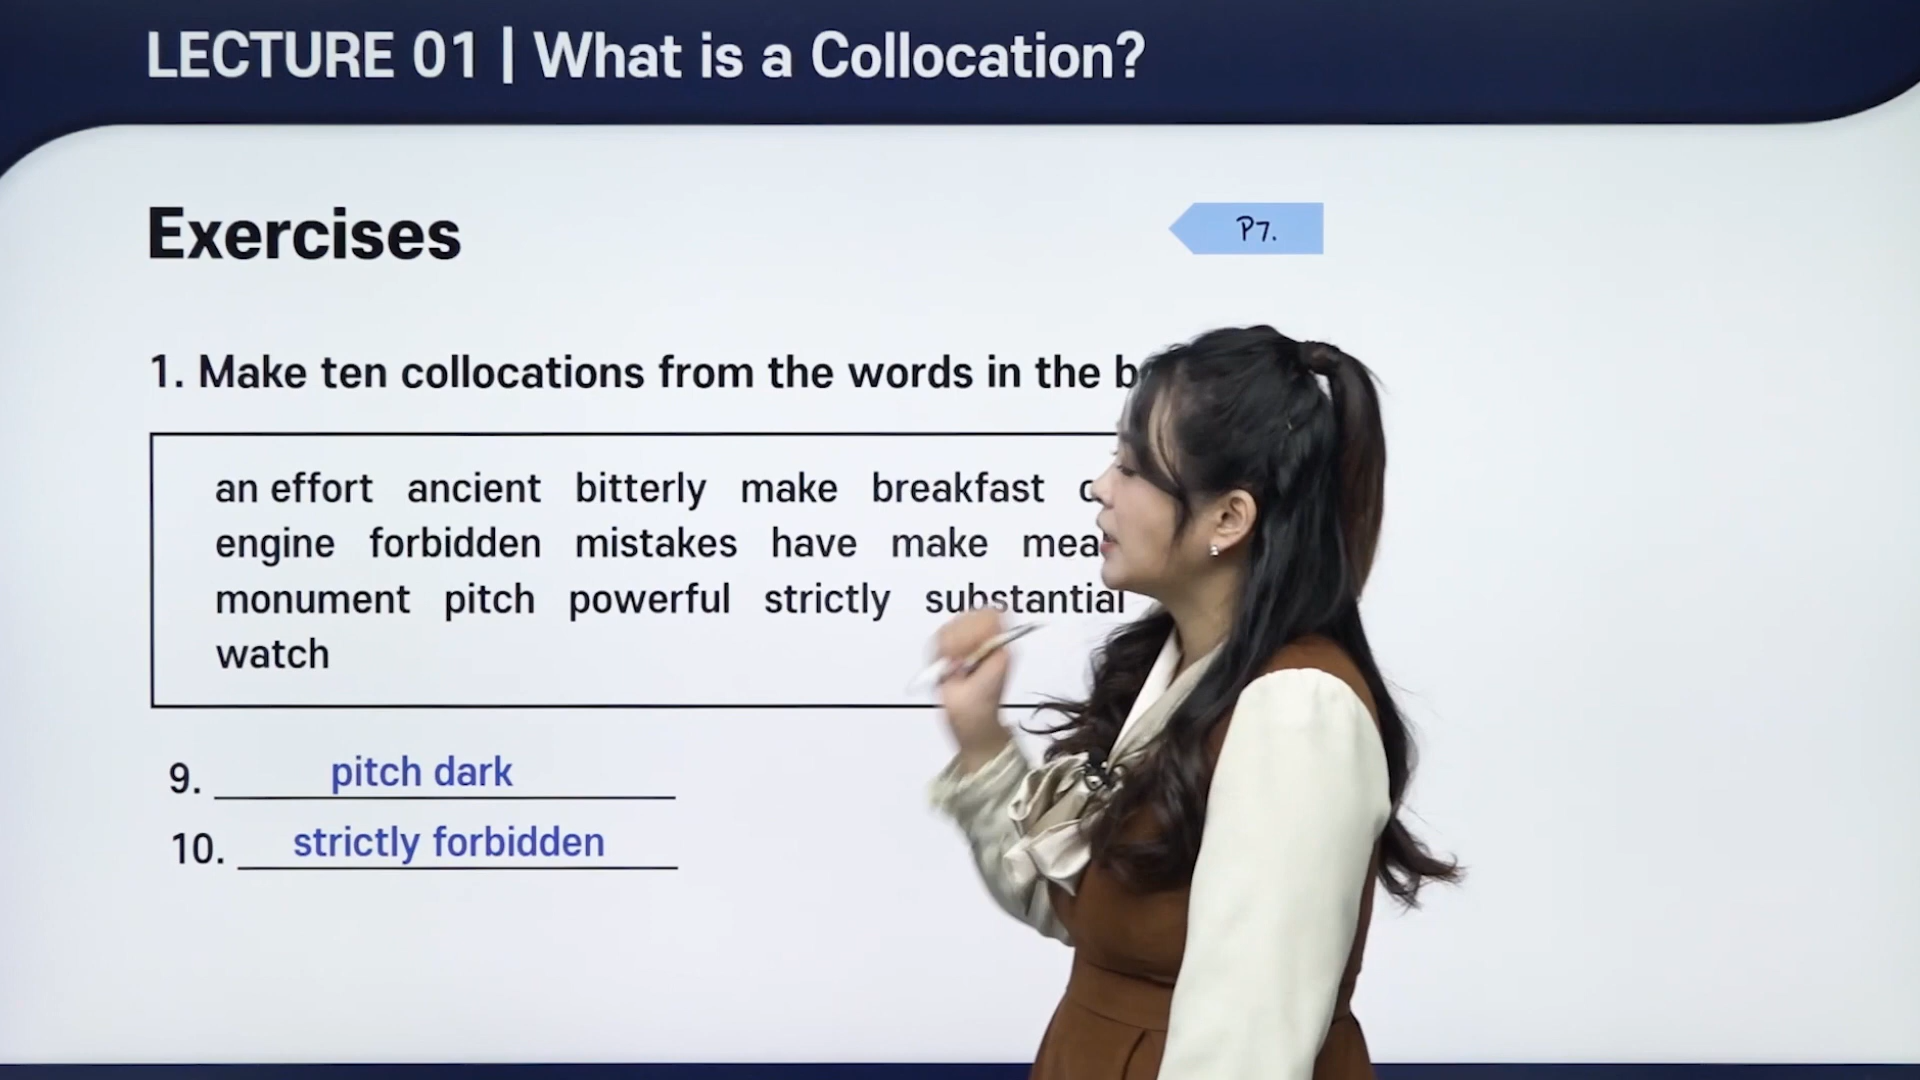 LECTURE 01 | What is a Collocation?
Exercises
P7.
1. Make ten collocations from the words in the
an effort ancient bitterly make breakfast
engine forbidden mistakes have make
monument pitch powerful strictly substantial
watch
9. pitch dark
10. strictly forbidden